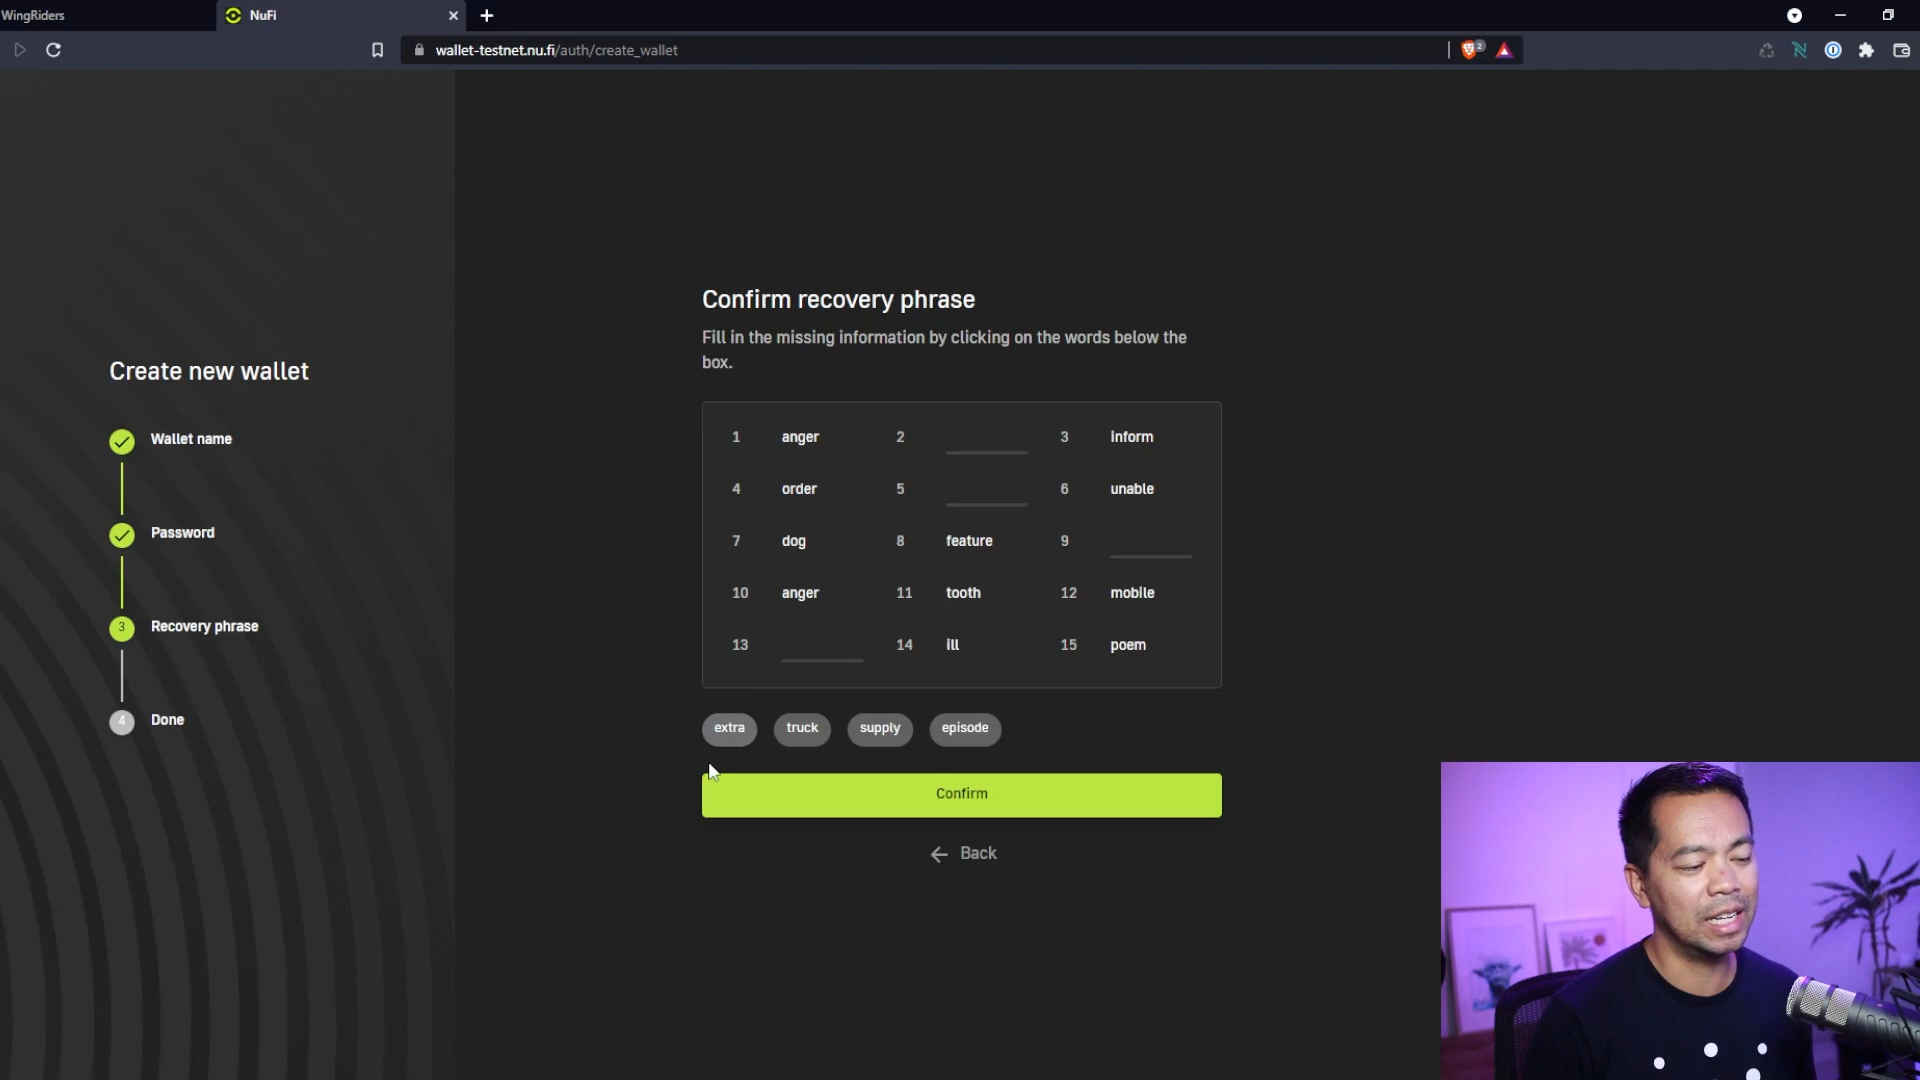 WingRiders
NuFi
wallet-testnet.nu.fi/auth/create_wallet
2
Create new wallet
Wallet name
Password
3 Recovery phrase
4 Done
Confirm recovery phrase
Fill in the missing information by clicking on the words below the
box.
1 anger 2 3 inform
4 order 5 6 unable
7 dog 8 feature 9
10 anger 11 tooth 12 mobile
13 14 ill 15 poem
extra truck supply episode
Confirm
Back